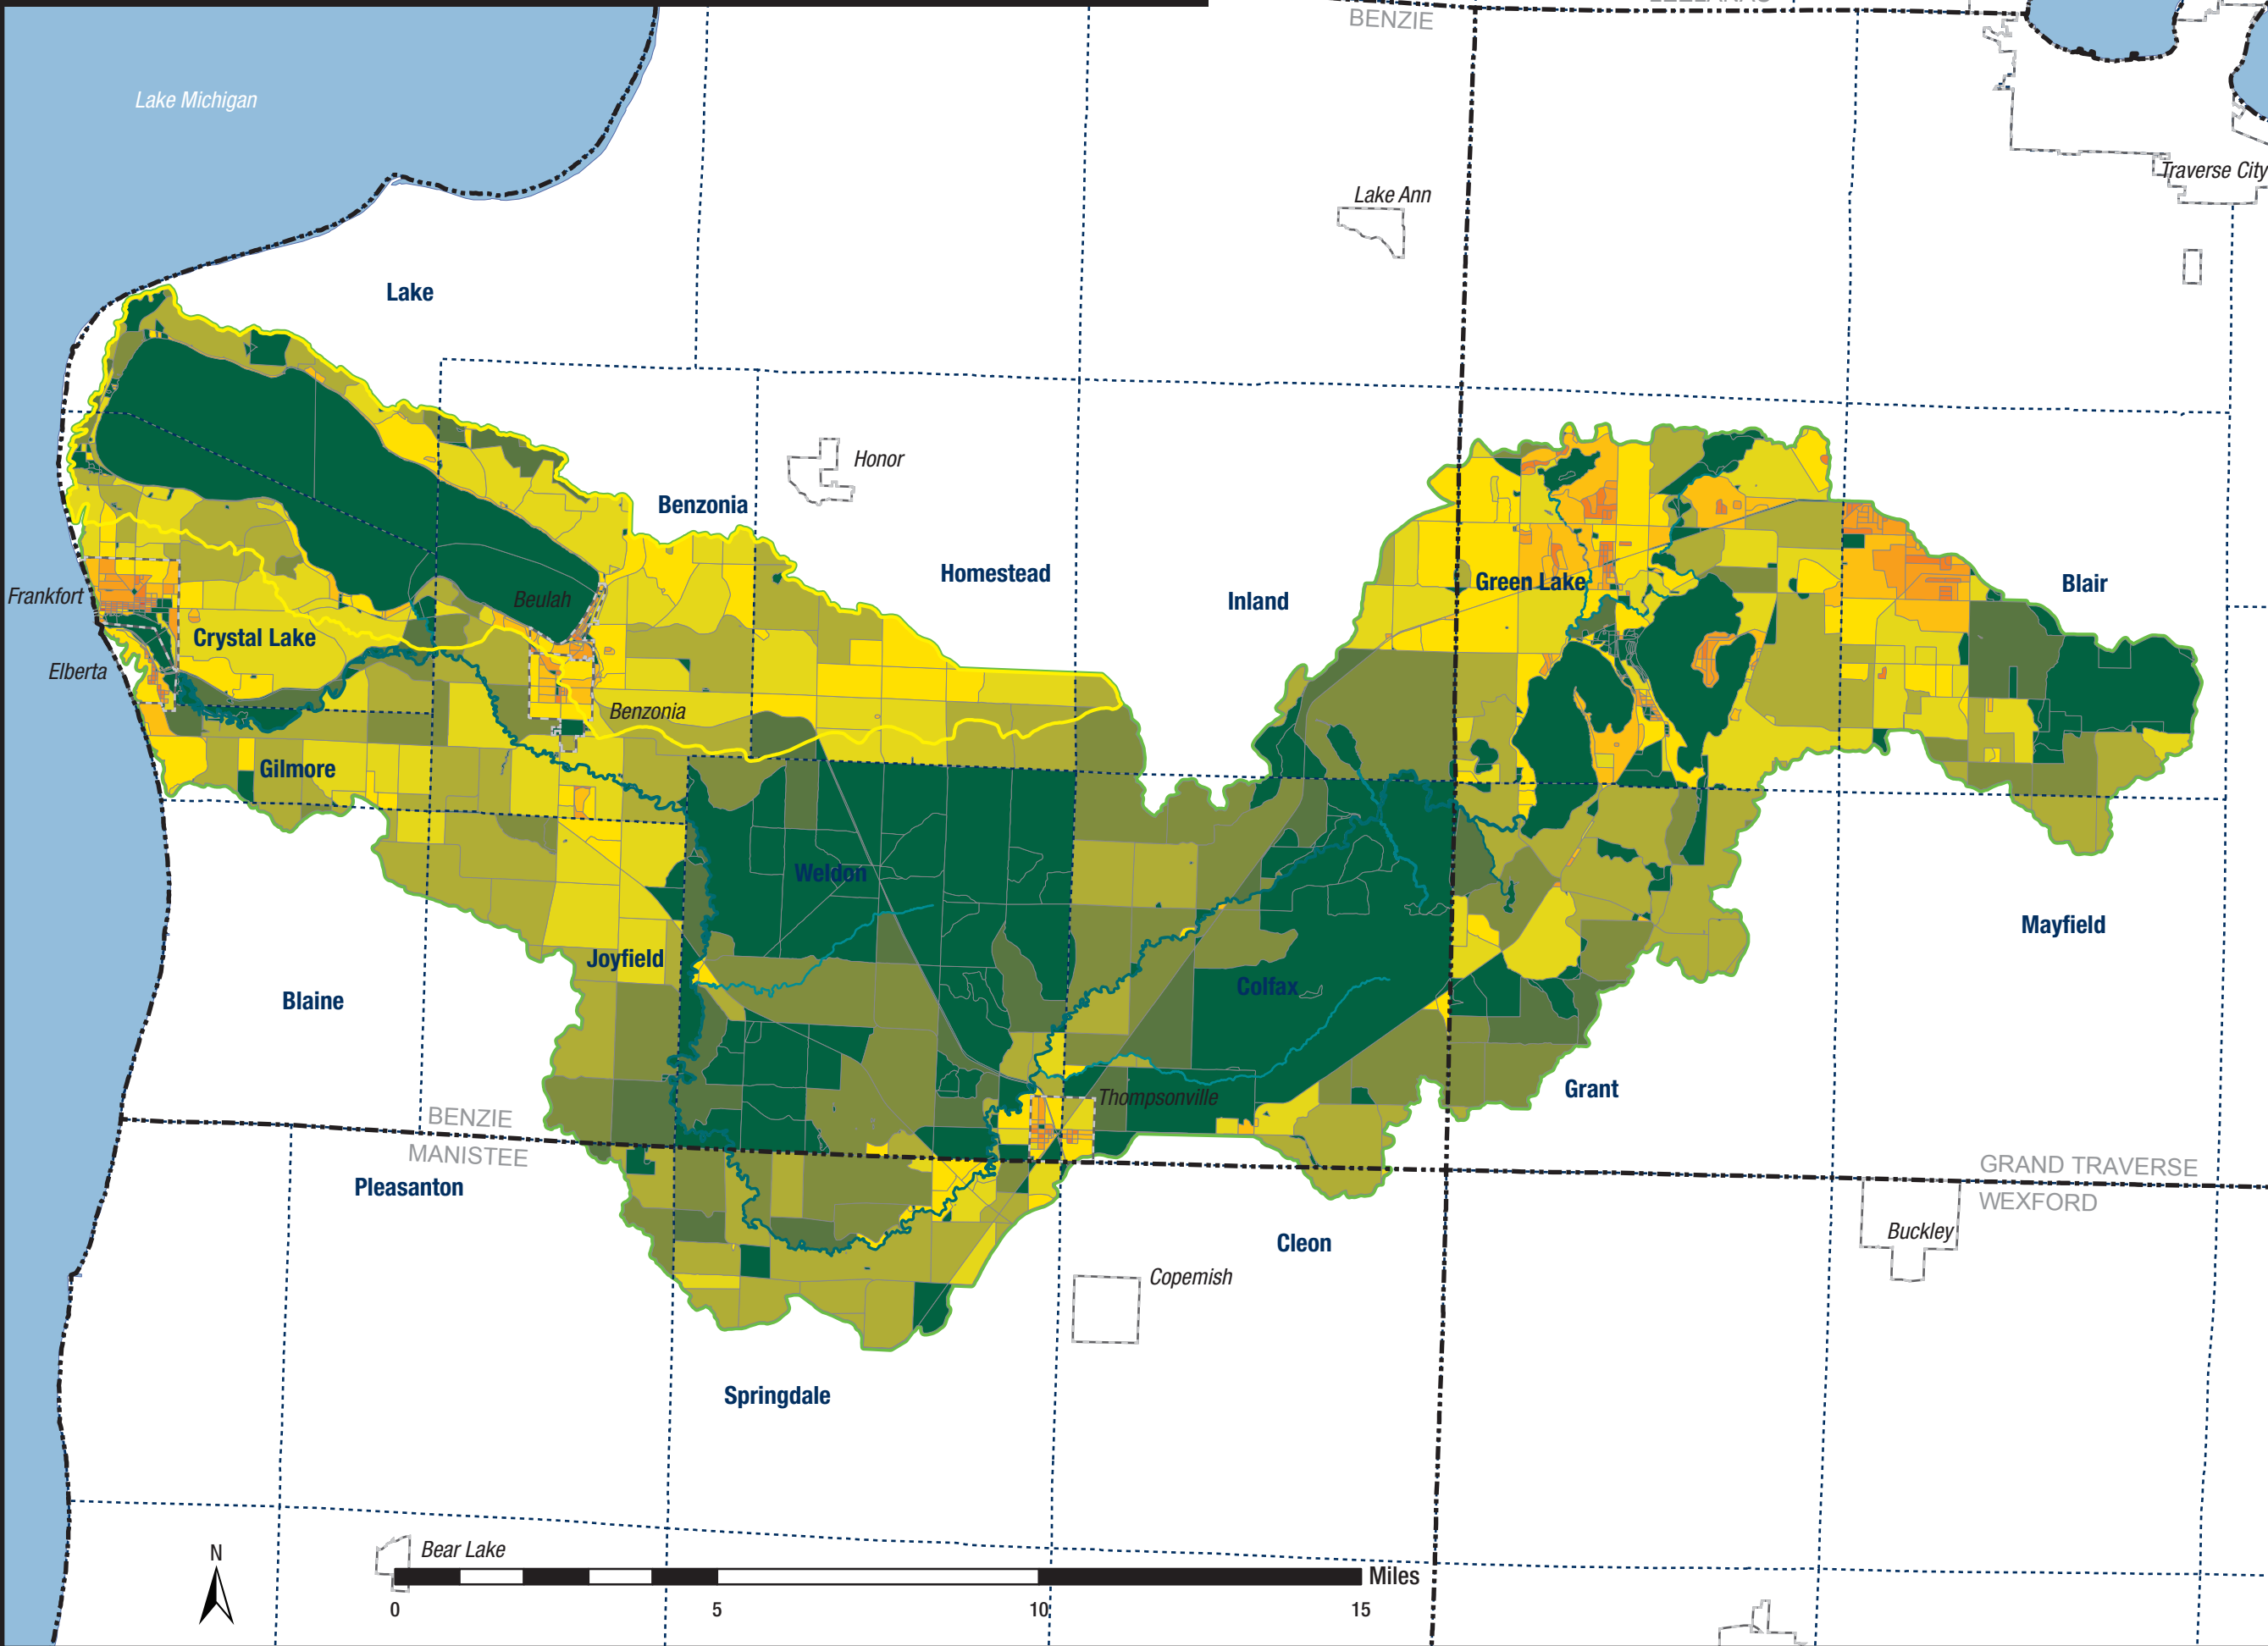 BENZIE
Lake Michigan
Traverse City
Lake Ann
Lake
Honor
Benzonia
Homestead
Green Lake
Blair
Frankfort
Beulah
Inland
Crystal Lake
Elberta
Benzonia
Gilmore
Weldon
Mayfield
Joyfield
Colfax
Blaine
Thompsonville
Grant
BENZIE
MANISTEE
GRAND TRAVERSE
WEXFORD
Pleasanton
Buckley
Cleon
Copemish
Springdale
N
Bear Lake
Miles
0 5 10 15